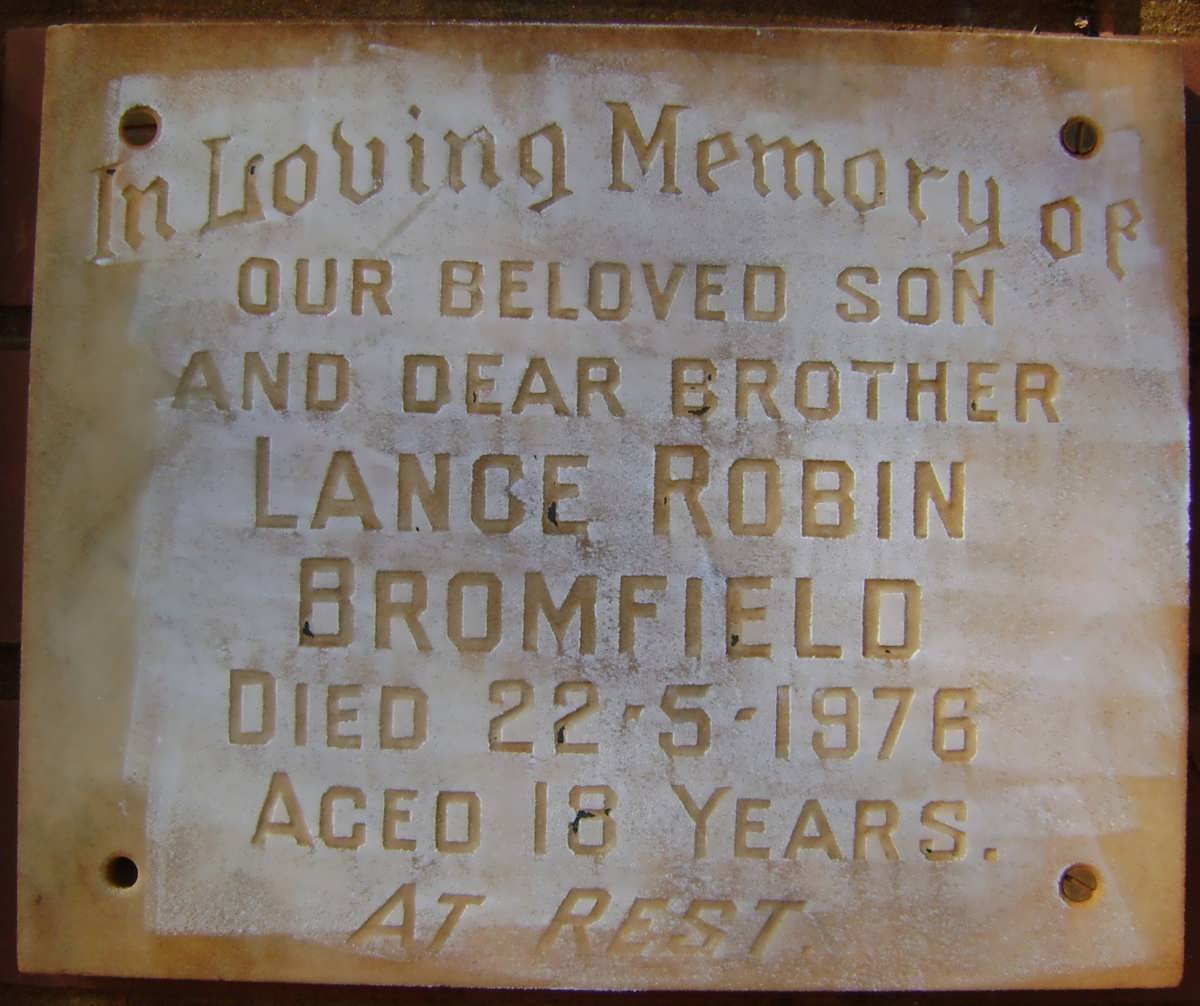 In Loving Memory of
OUR BELOVED SON
AND DEAR BROTHER
LANCE ROBIN
BROMFIELD
DIED 22-5-1976
AGED 18 YEARS.
AT REST.